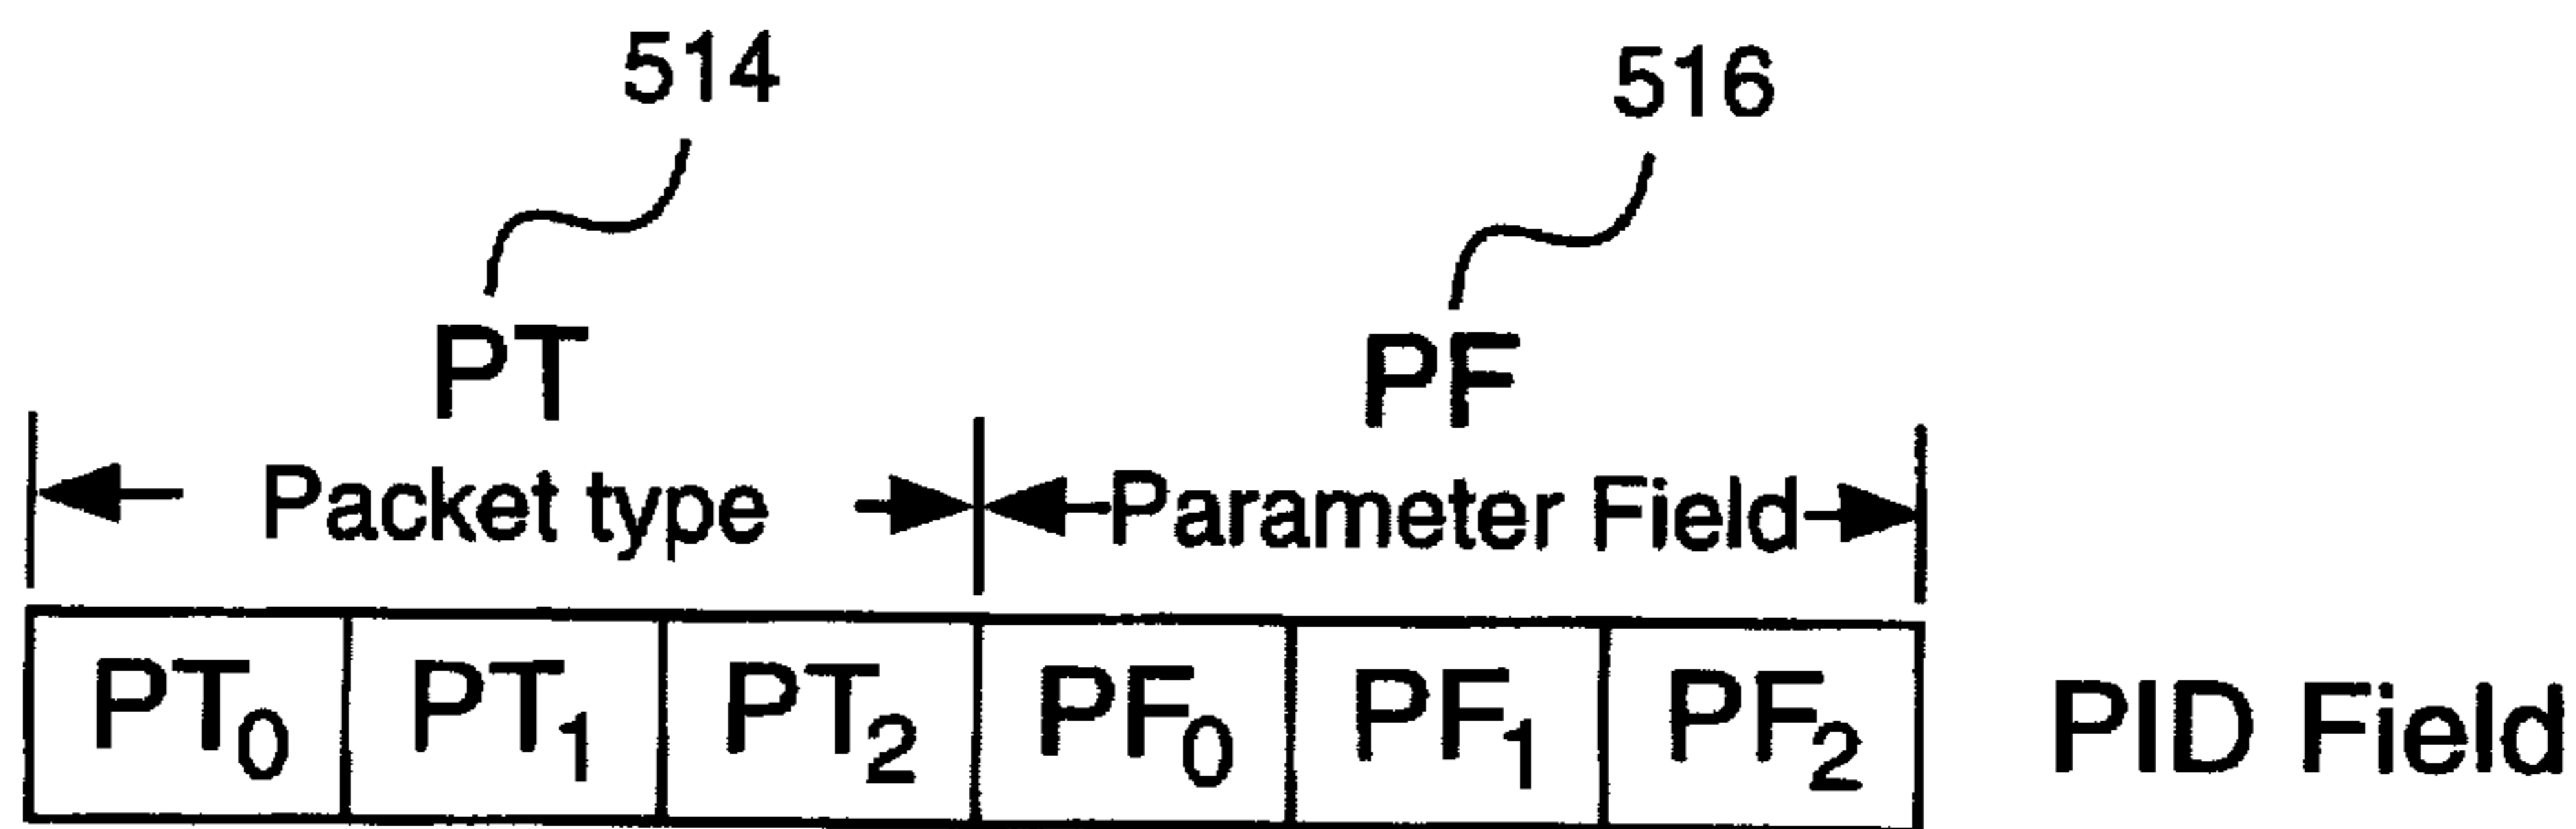 514 516
PT PF
Packet type Parameter Field
PT0 PT1 PT2 PF0 PF1 PF2 PID Field